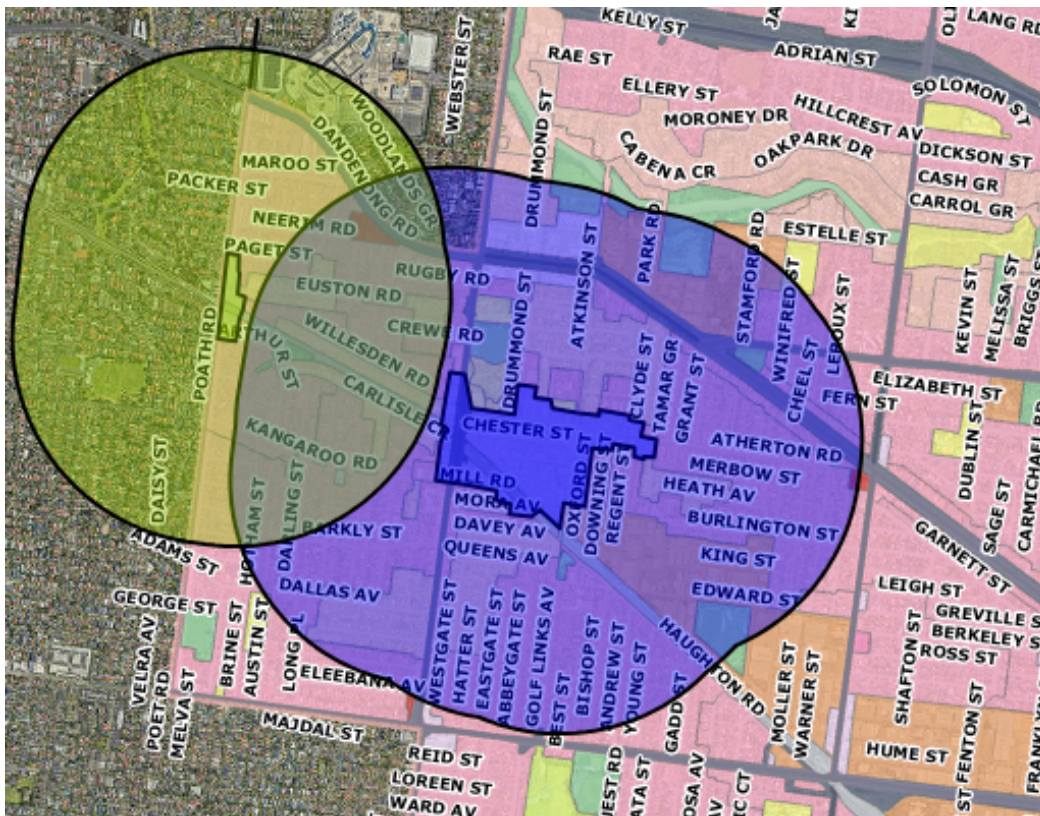 KELLY ST
LANG RD
ADRIAN ST
WEBSTER ST
RAE ST
ELLERY ST
SOLOMON ST
MORONEY DR
HILLCREST AV
WOODLANDS GR
DANDENONG RD
DRUMMOND ST
CABENA CR
OAKPARK DR
DICKSON ST
MAROO ST
PACKER ST
CASH GR
CARROL GR
NEERIM RD
PARK RD
STAMFORD RD
ESTELLE ST
PAGET ST
ATKINSON ST
RUGBY RD
EUSTON RD
WINIFRED ST
LEROUX ST
KEVIN ST
MELISSA ST
BRIGGS ST
POATH RD
ARTHUR ST
WILLESDEN RD
CREWE RD
DRUMMOND ST
CLYDE ST
TAMAR GR
GRANT ST
CHEEL ST
CARLISLE CR
ELIZABETH ST
FERN ST
CHESTER ST
KANGAROO RD
ATHERTON RD
DUBLIN ST
CARMICHAEL RD
MILL RD
OXFORD ST
DOWNING ST
REGENT ST
MERBOW ST
HEATH AV
DAISY ST
DARLING ST
MORA AV
SAGE ST
BARKLY ST
DAVEY AV
BURLINGTON ST
GARNETT ST
ADAMS ST
QUEENS AV
KING ST
DALLAS AV
EDWARD ST
LEIGH ST
GEORGE ST
GREVILLE S
BERKELEY S
ROSS ST
VELRA AV
BRINE ST
AUSTIN ST
WESTGATE ST
HATTER ST
EASTGATE ST
ABBEYGATE ST
GOLF LINKS AV
BISHOP ST
ANDREW ST
YOUNG ST
HAUGHTON RD
MOLLER ST
WARNER ST
SHAFTON ST
ELEEBANA AV
POET RD
MELVA ST
BEST ST
FENTON ST
MAJDAL ST
REID ST
HUME ST
LOREEN ST
WARD AV